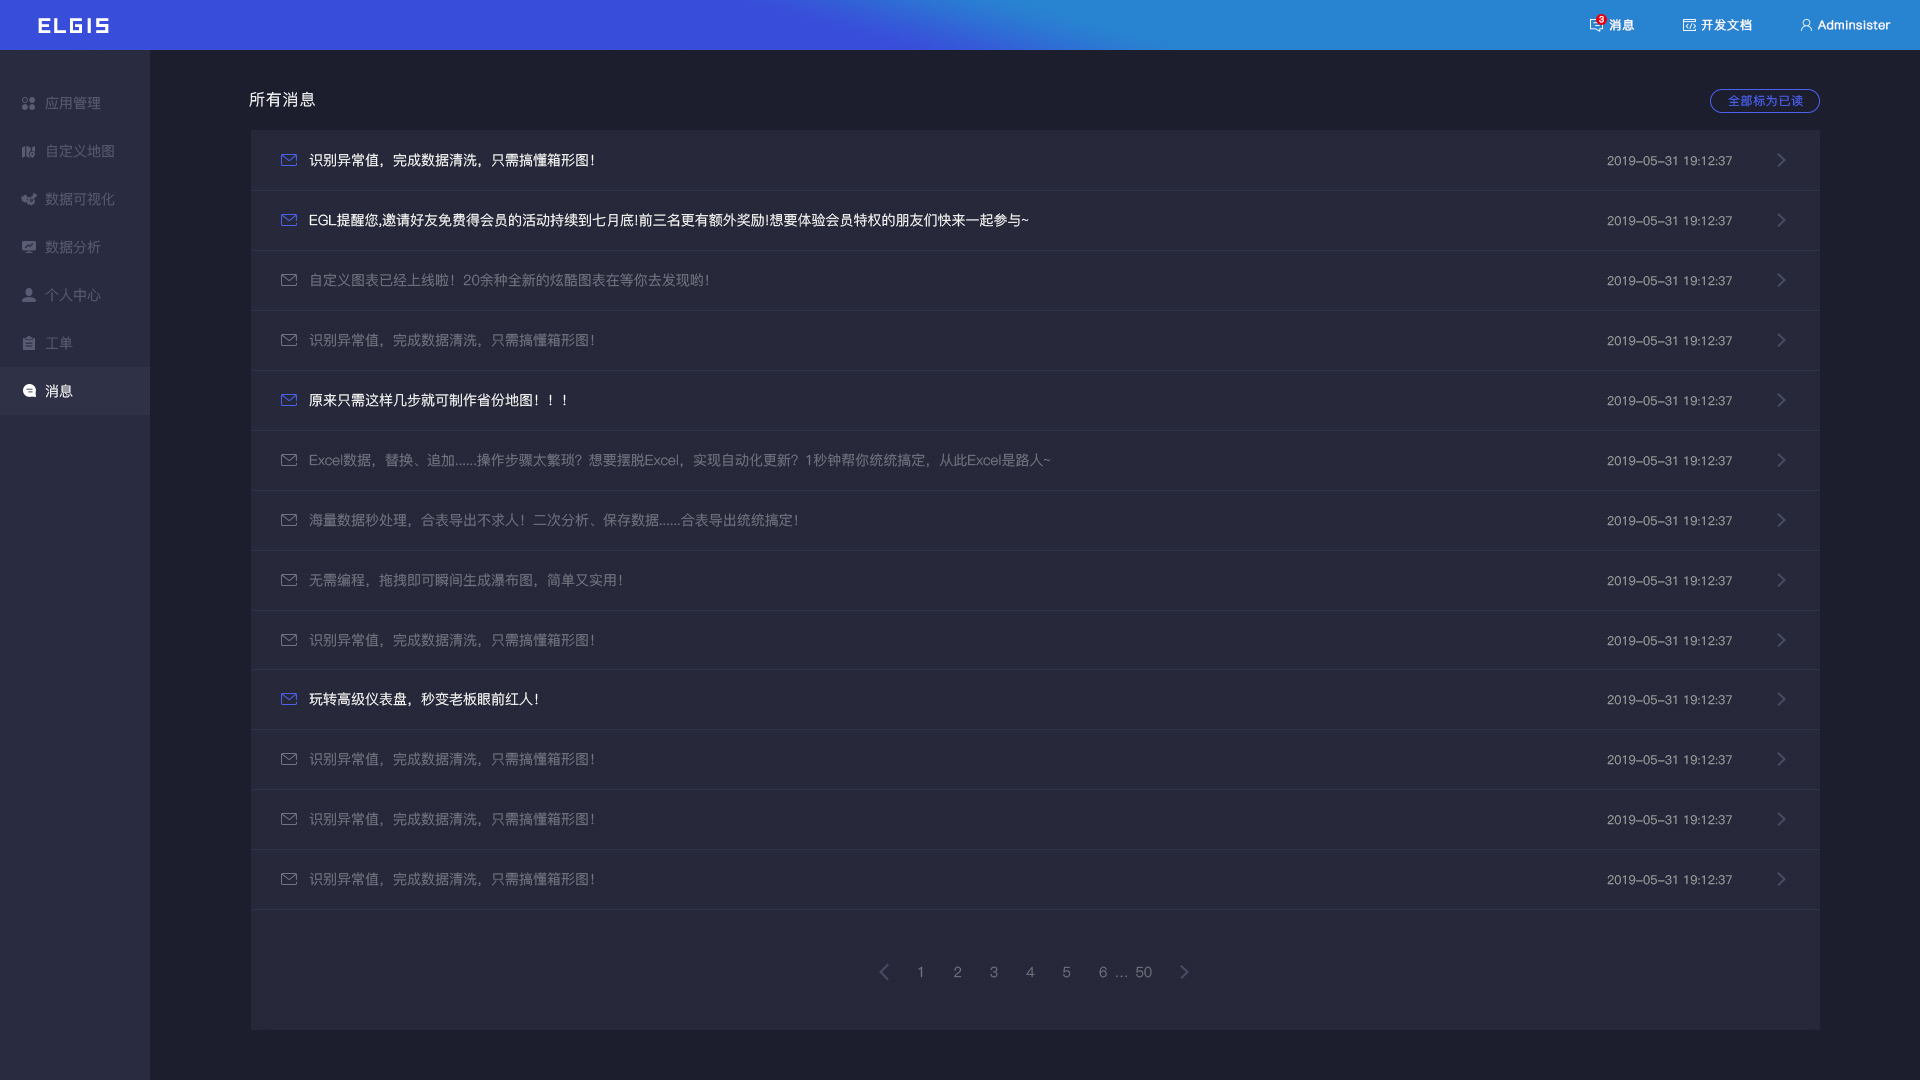 ELGIS
3
消息
开发文档
Adminsister
应用管理
自定义地图
数据可视化
数据分析
个人中心
工单
消息
所有消息
全部标为已读
识别异常值，完成数据清洗，只需搞懂箱形图！ 2019-05-31 19:12:37
EGL提醒您,邀请好友免费得会员的活动持续到七月底!前三名更有额外奖励!想要体验会员特权的朋友们快来一起参与~ 2019-05-31 19:12:37
自定义图表已经上线啦！20余种全新的炫酷图表在等你去发现哟！ 2019-05-31 19:12:37
识别异常值，完成数据清洗，只需搞懂箱形图！ 2019-05-31 19:12:37
原来只需这样几步就可制作省份地图！！！ 2019-05-31 19:12:37
Excel数据，替换、追加......操作步骤太繁琐？想要摆脱Excel，实现自动化更新？1秒钟帮你统统搞定，从此Excel是路人~ 2019-05-31 19:12:37
海量数据秒处理，合表导出不求人！二次分析、保存数据......合表导出统统搞定！ 2019-05-31 19:12:37
无需编程，拖拽即可瞬间生成瀑布图，简单又实用！ 2019-05-31 19:12:37
识别异常值，完成数据清洗，只需搞懂箱形图！ 2019-05-31 19:12:37
玩转高级仪表盘，秒变老板眼前红人！ 2019-05-31 19:12:37
识别异常值，完成数据清洗，只需搞懂箱形图！ 2019-05-31 19:12:37
识别异常值，完成数据清洗，只需搞懂箱形图！ 2019-05-31 19:12:37
识别异常值，完成数据清洗，只需搞懂箱形图！ 2019-05-31 19:12:37
1 2 3 4 5 6 ... 50